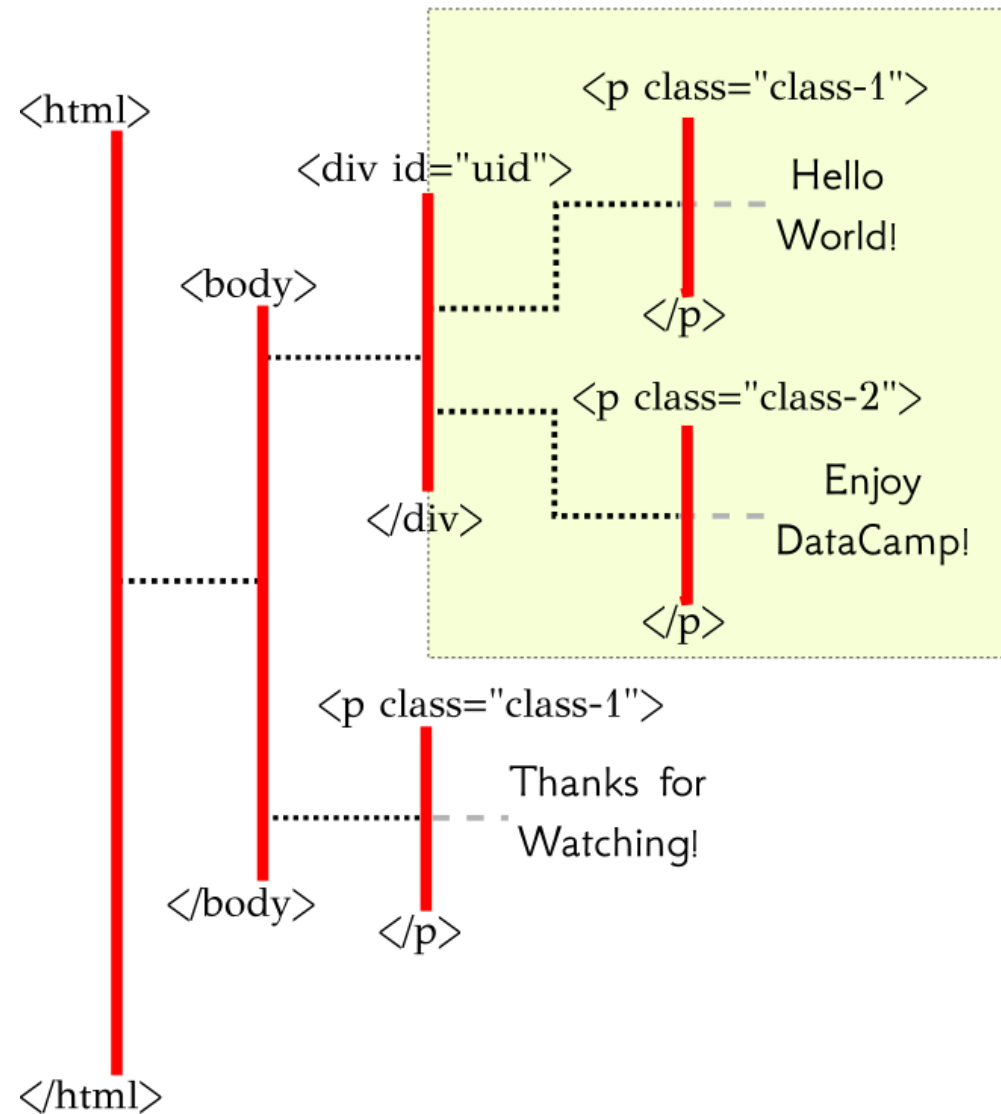 <html>
<body>
<div id="uid">
<p class="class-1">
Hello
World!
</p>
<p class="class-2">
Enjoy
DataCamp!
</p>
</div>
<p class="class-1">
Thanks for
Watching!
</p>
</body>
</html>